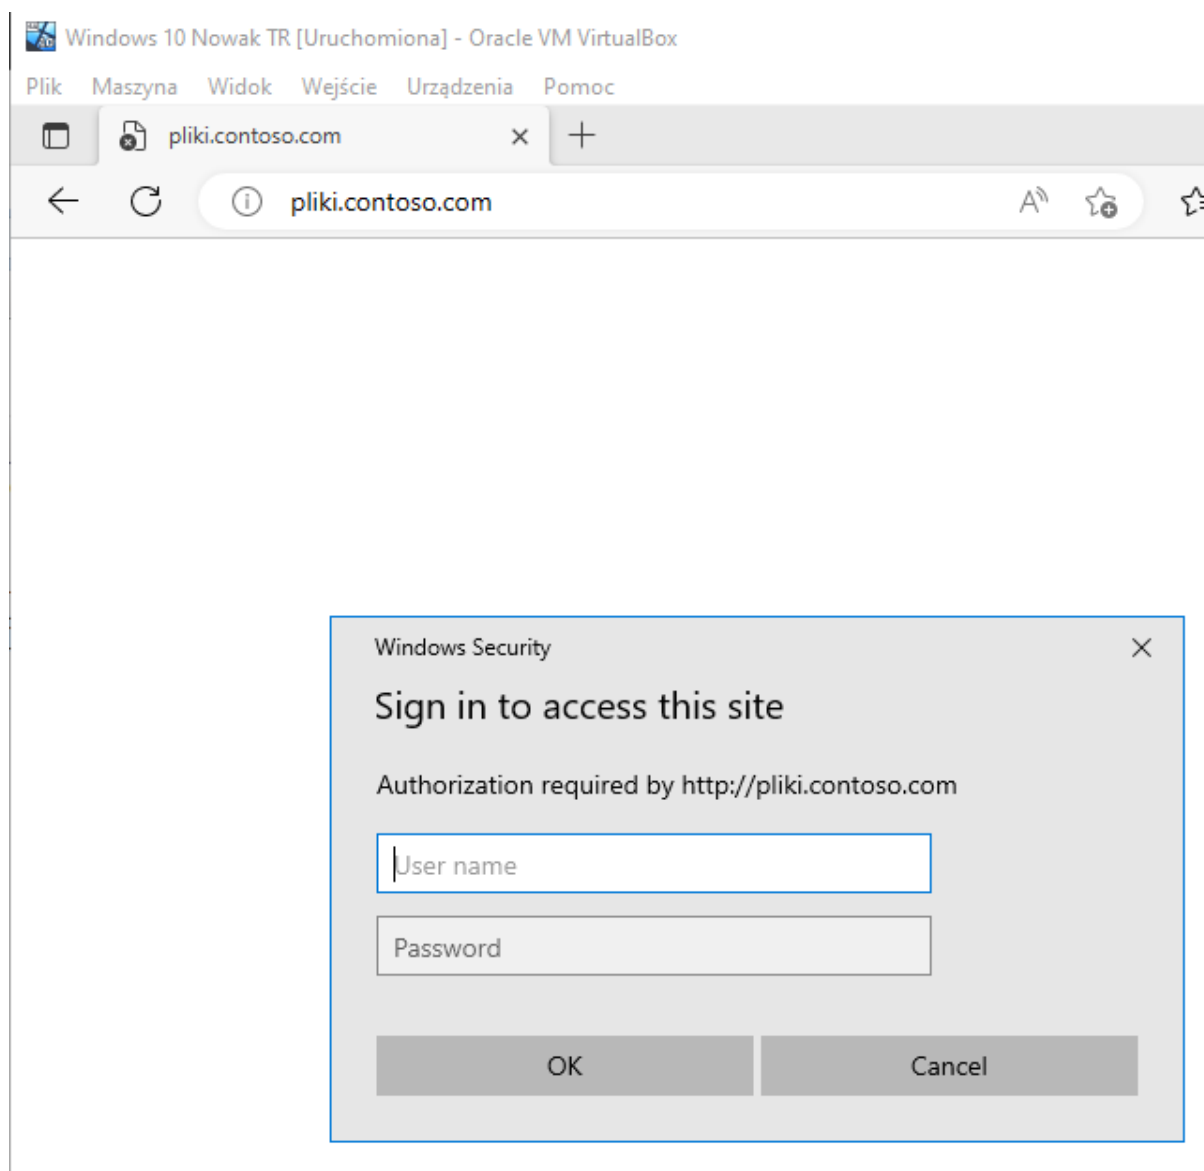 Windows 10 Nowak TR [Uruchomiona] - Oracle VM VirtualBox
Plik Maszyna Widok Wejście Urządzenia Pomoc
pliki.contoso.com
pliki.contoso.com
Windows Security
Sign in to access this site
Authorization required by http://pliki.contoso.com
User name
Password
OK Cancel